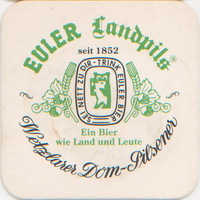 EULER Landpils®
seit 1852
SEI NETT ZU DIR - TRINK EULER BIER
Ein Bier
wie Land und Leute
Wetzlarer Dom-Pilsener